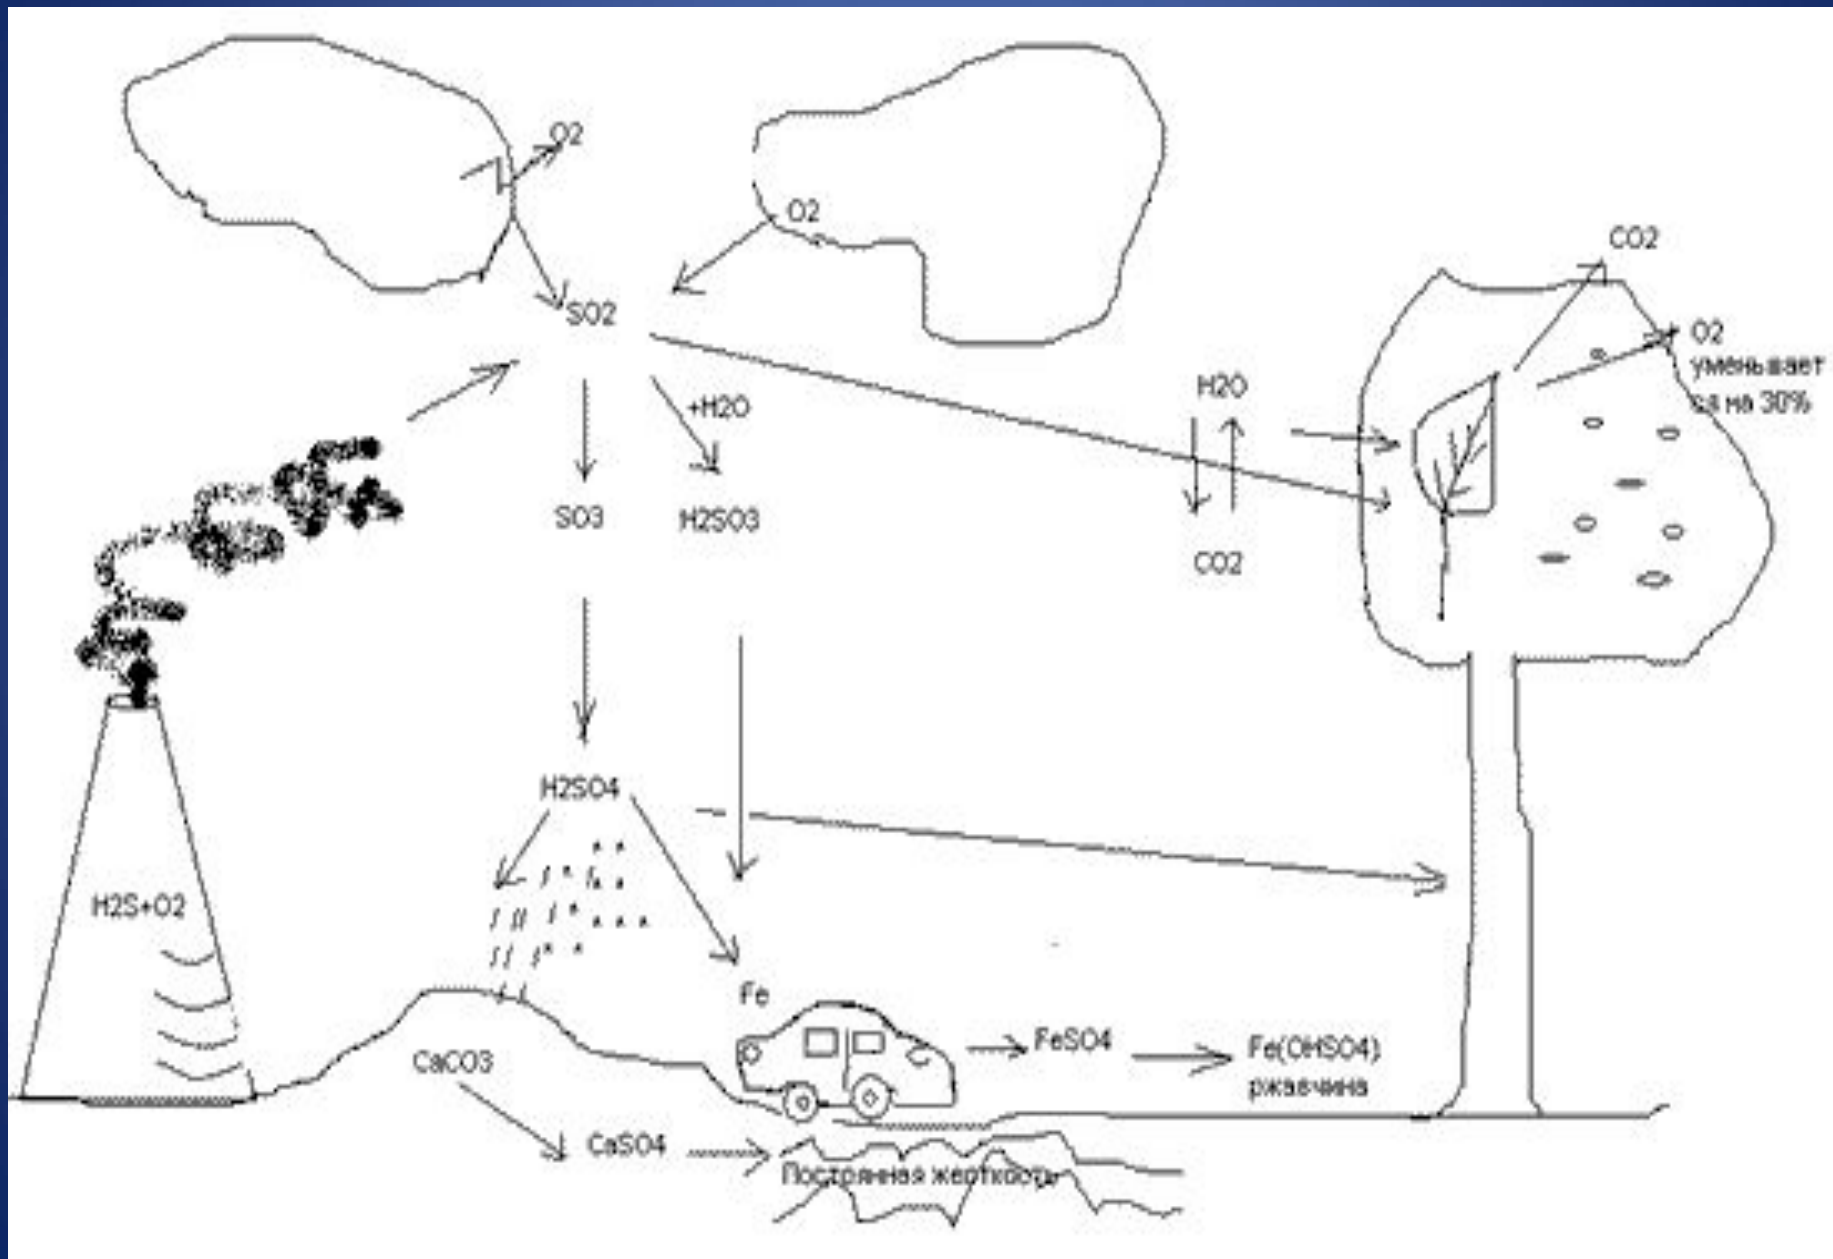 O2
O2
CO2
SO2
O2
уменьшает
ся на 30%
H2O
+H2O
SO3
H2SO3
CO2
H2SO4
H2S+O2
Fe
FeSO4
Fe(OHSO4)
ржавчина
CaCO3
CaSO4
Постоянная жерткость